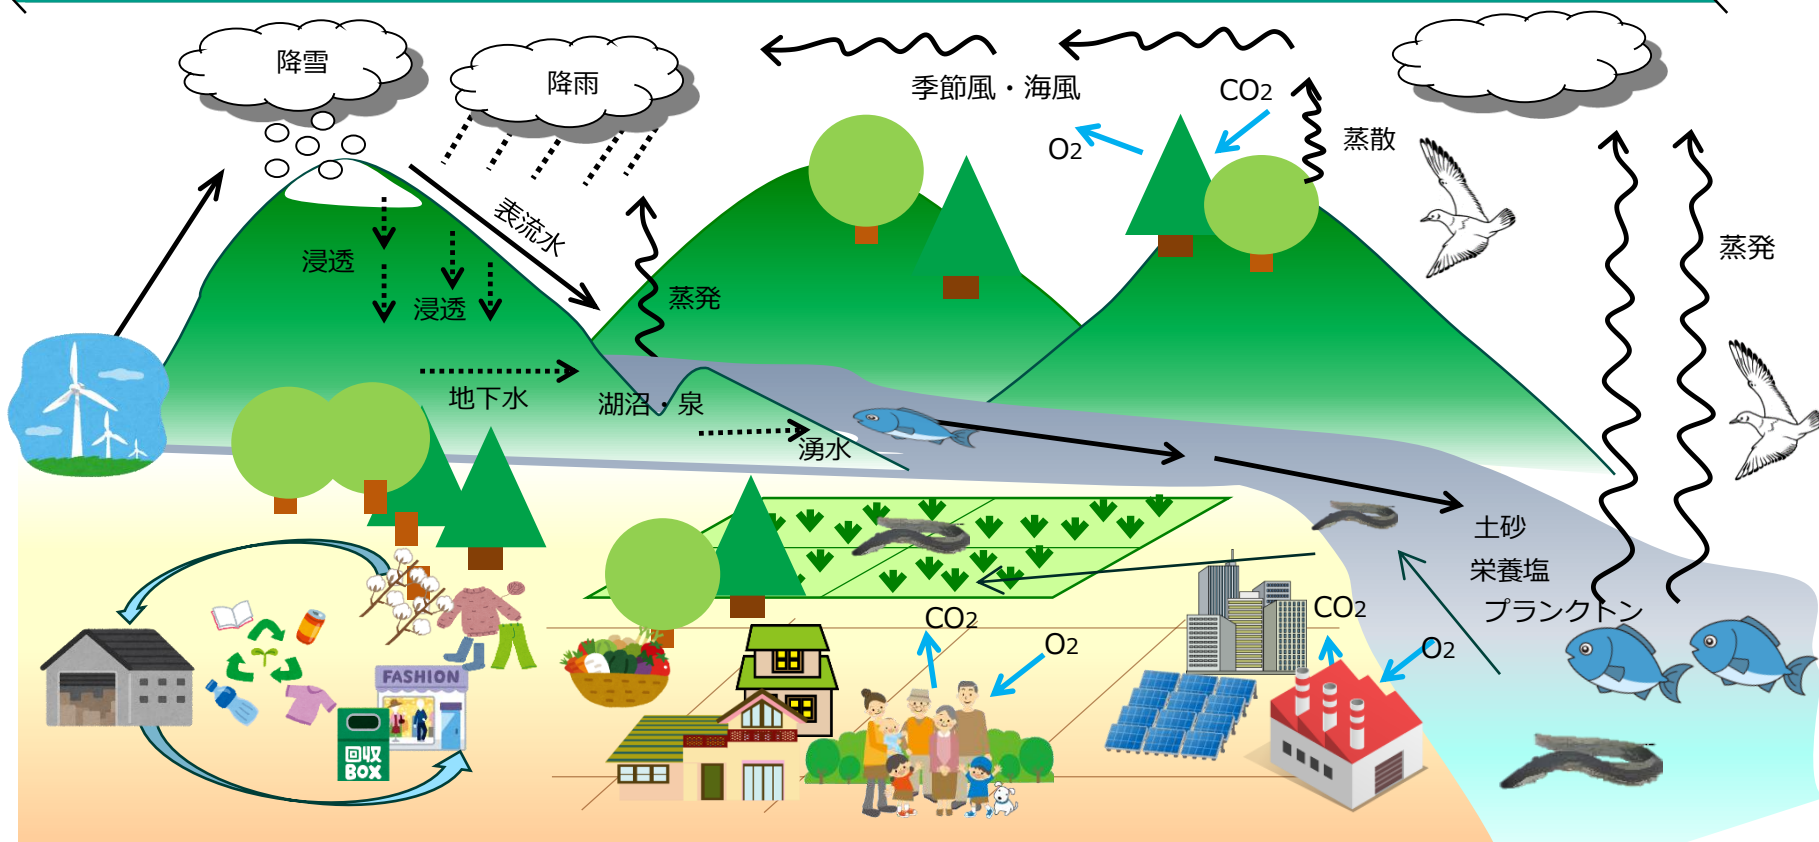 降雪
降雨
季節風・海風
CO2
O2
蒸散
表流水
浸透
蒸発
蒸発
浸透
地下水
湖沼・泉
湧水
土砂
栄養塩
プランクトン
CO2
O2
CO2
O2
FASHION
回収
BOX